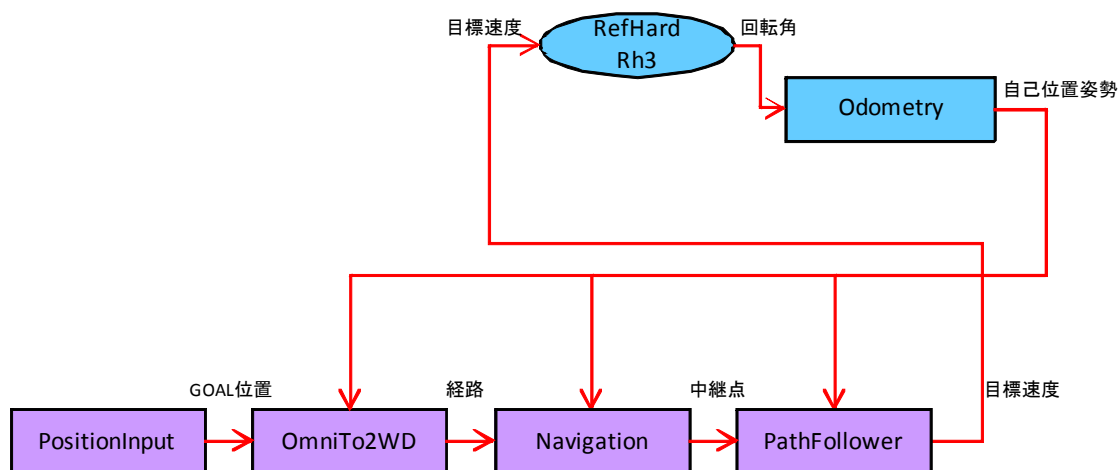 目標速度
RefHard
Rh3
回転角
Odometry
自己位置姿勢
GOAL位置
経路
中継点
目標速度
PositionInput
OmniTo2WD
Navigation
PathFollower